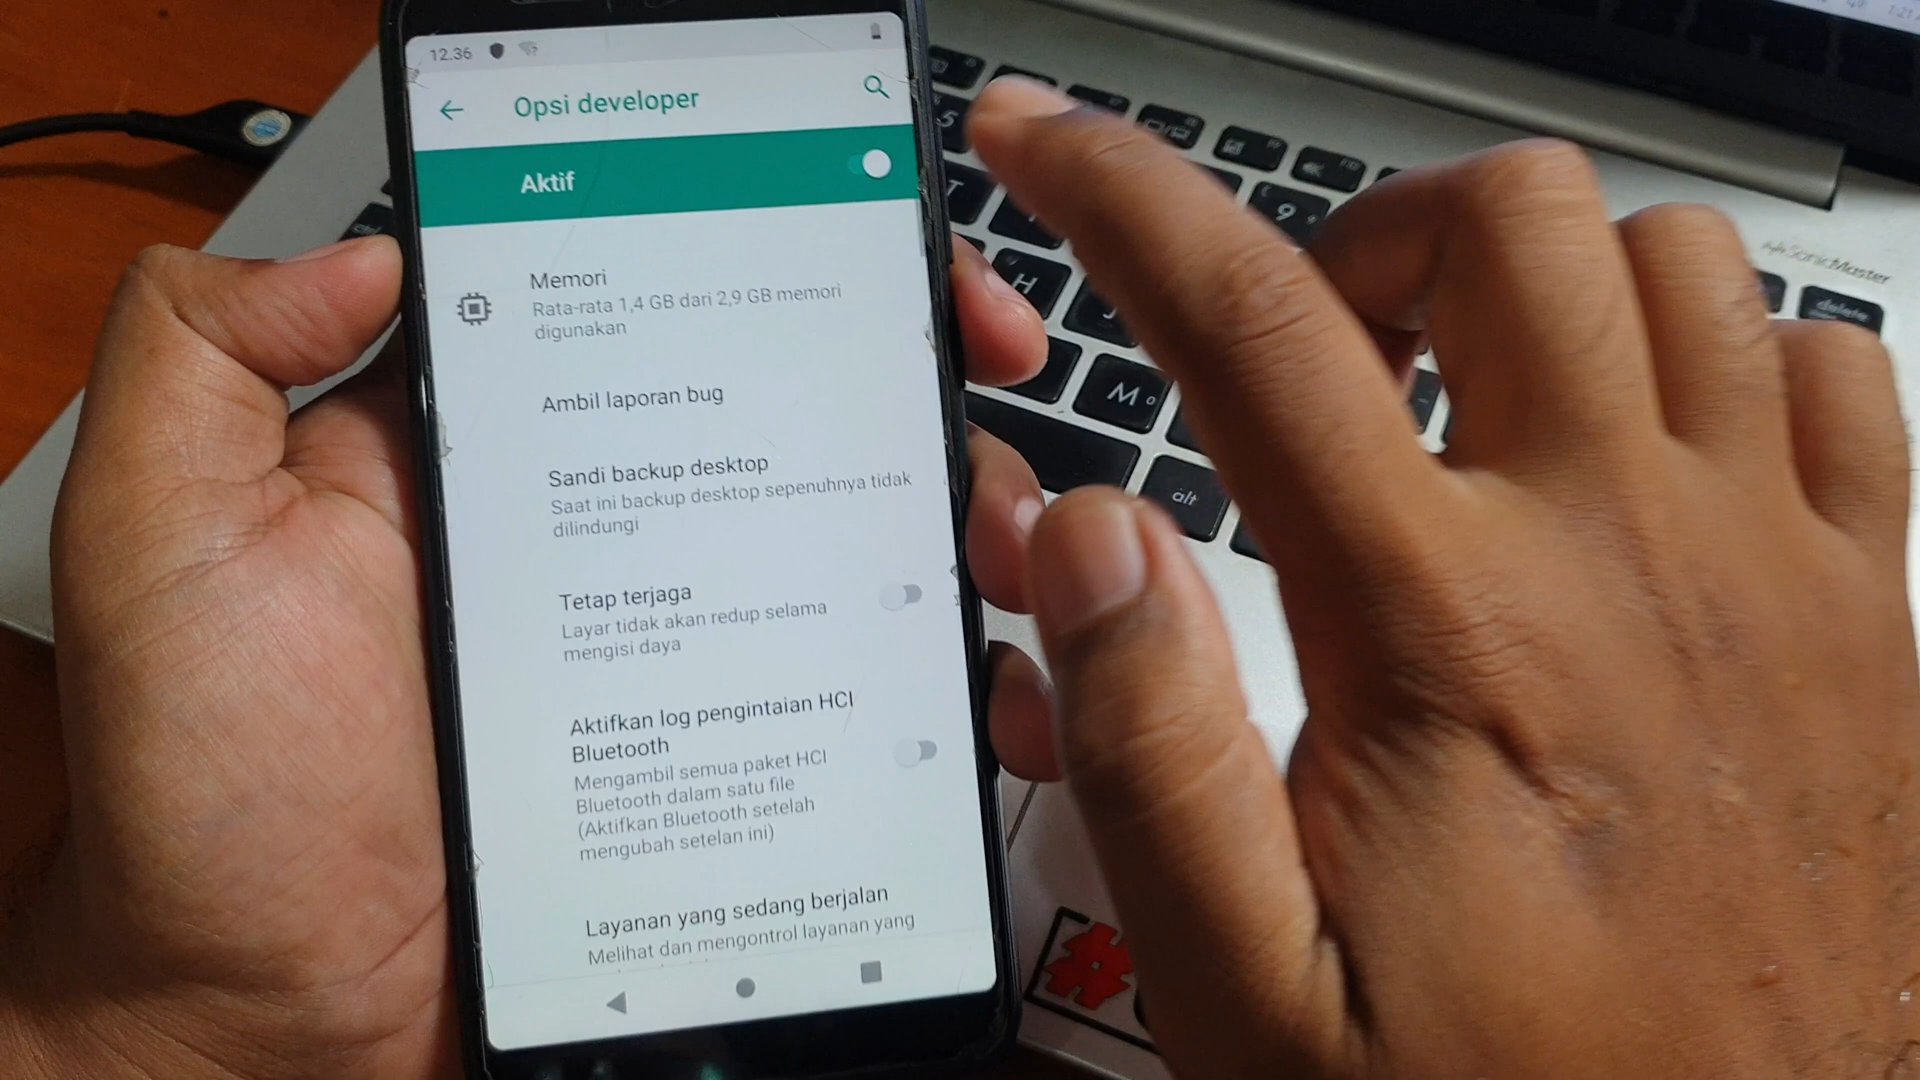 12.36
Opsi developer
Aktif
Memori
Rata-rata 1,4 GB dari 2,9 GB memori
digunakan
Ambil laporan bug
Sandi backup desktop
Saat ini backup desktop sepenuhnya tidak
dilindungi
Tetap terjaga
Layar tidak akan redup selama
mengisi daya
Aktifkan log pengintaian HCI
Bluetooth
Mengambil semua paket HCI
Bluetooth dalam satu file
(Aktifkan Bluetooth setelah
mengubah setelan ini)
Layanan yang sedang berjalan
Melihat dan mengontrol layanan yang
5
T
9
H
M
alt
ctrl
delete
SonicMaster